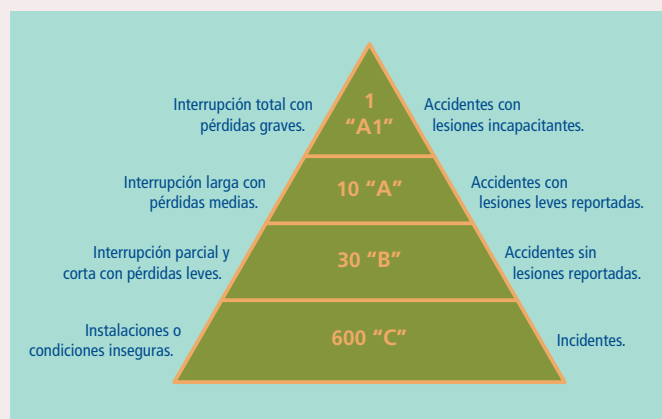 Interrupción total con
pérdidas graves.
1
“A1”
Accidentes con
lesiones incapacitantes.
Interrupción larga con
pérdidas medias.
10 “A”
Accidentes con
lesiones leves reportadas.
Interrupción parcial y
corta con pérdidas leves.
30 “B”
Accidentes sin
lesiones reportadas.
Instalaciones o
condiciones inseguras.
600 “C”
Incidentes.